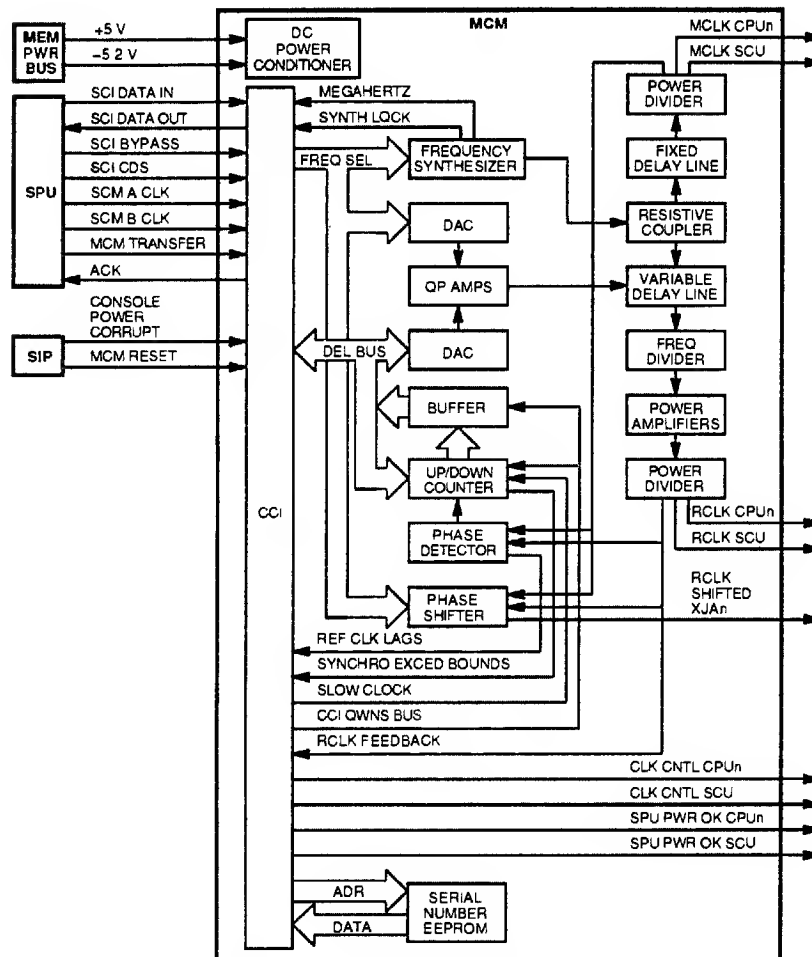 MCM
MEM
PWR
BUS
+5 V
-5 2 V
DC
POWER
CONDITIONER
MCLK CPUn
MCLK SCU
SPU
SCI DATA IN
SCI DATA OUT
SCI BYPASS
SCI CDS
SCM A CLK
SCM B CLK
MCM TRANSFER
ACK
CONSOLE
POWER
CORRUPT
SIP
MCM RESET
CCI
MEGAHERTZ
SYNTH LOCK
FREQ SEL
FREQUENCY
SYNTHESIZER
DAC
OP AMPS
DEL BUS
DAC
BUFFER
UP/DOWN
COUNTER
PHASE
DETECTOR
PHASE
SHIFTER
POWER
DIVIDER
FIXED
DELAY LINE
RESISTIVE
COUPLER
VARIABLE
DELAY LINE
FREQ
DIVIDER
POWER
AMPLIFIERS
POWER
DIVIDER
RCLK CPUn
RCLK SCU
RCLK
SHIFTED
XJAn
REF CLK LAGS
SYNCHRO EXCED BOUNDS
SLOW CLOCK
CCI OWNS BUS
RCLK FEEDBACK
CLK CNTL CPUn
CLK CNTL SCU
SPU PWR OK CPUn
SPU PWR OK SCU
ADR
DATA
SERIAL
NUMBER
EEPROM